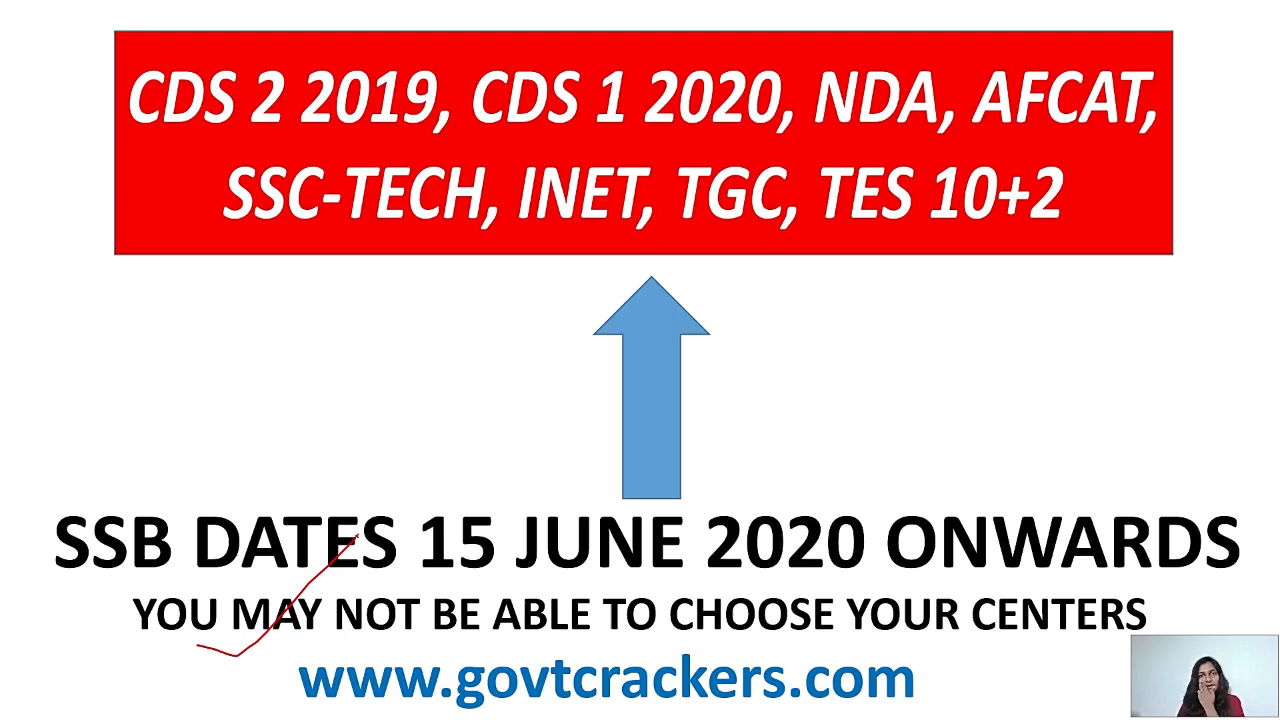 CDS 2 2019, CDS 1 2020, NDA, AFCAT,
SSC-TECH, INET, TGC, TES 10+2
SSB DATES 15 JUNE 2020 ONWARDS
YOU MAY NOT BE ABLE TO CHOOSE YOUR CENTERS
www.govtcrackers.com